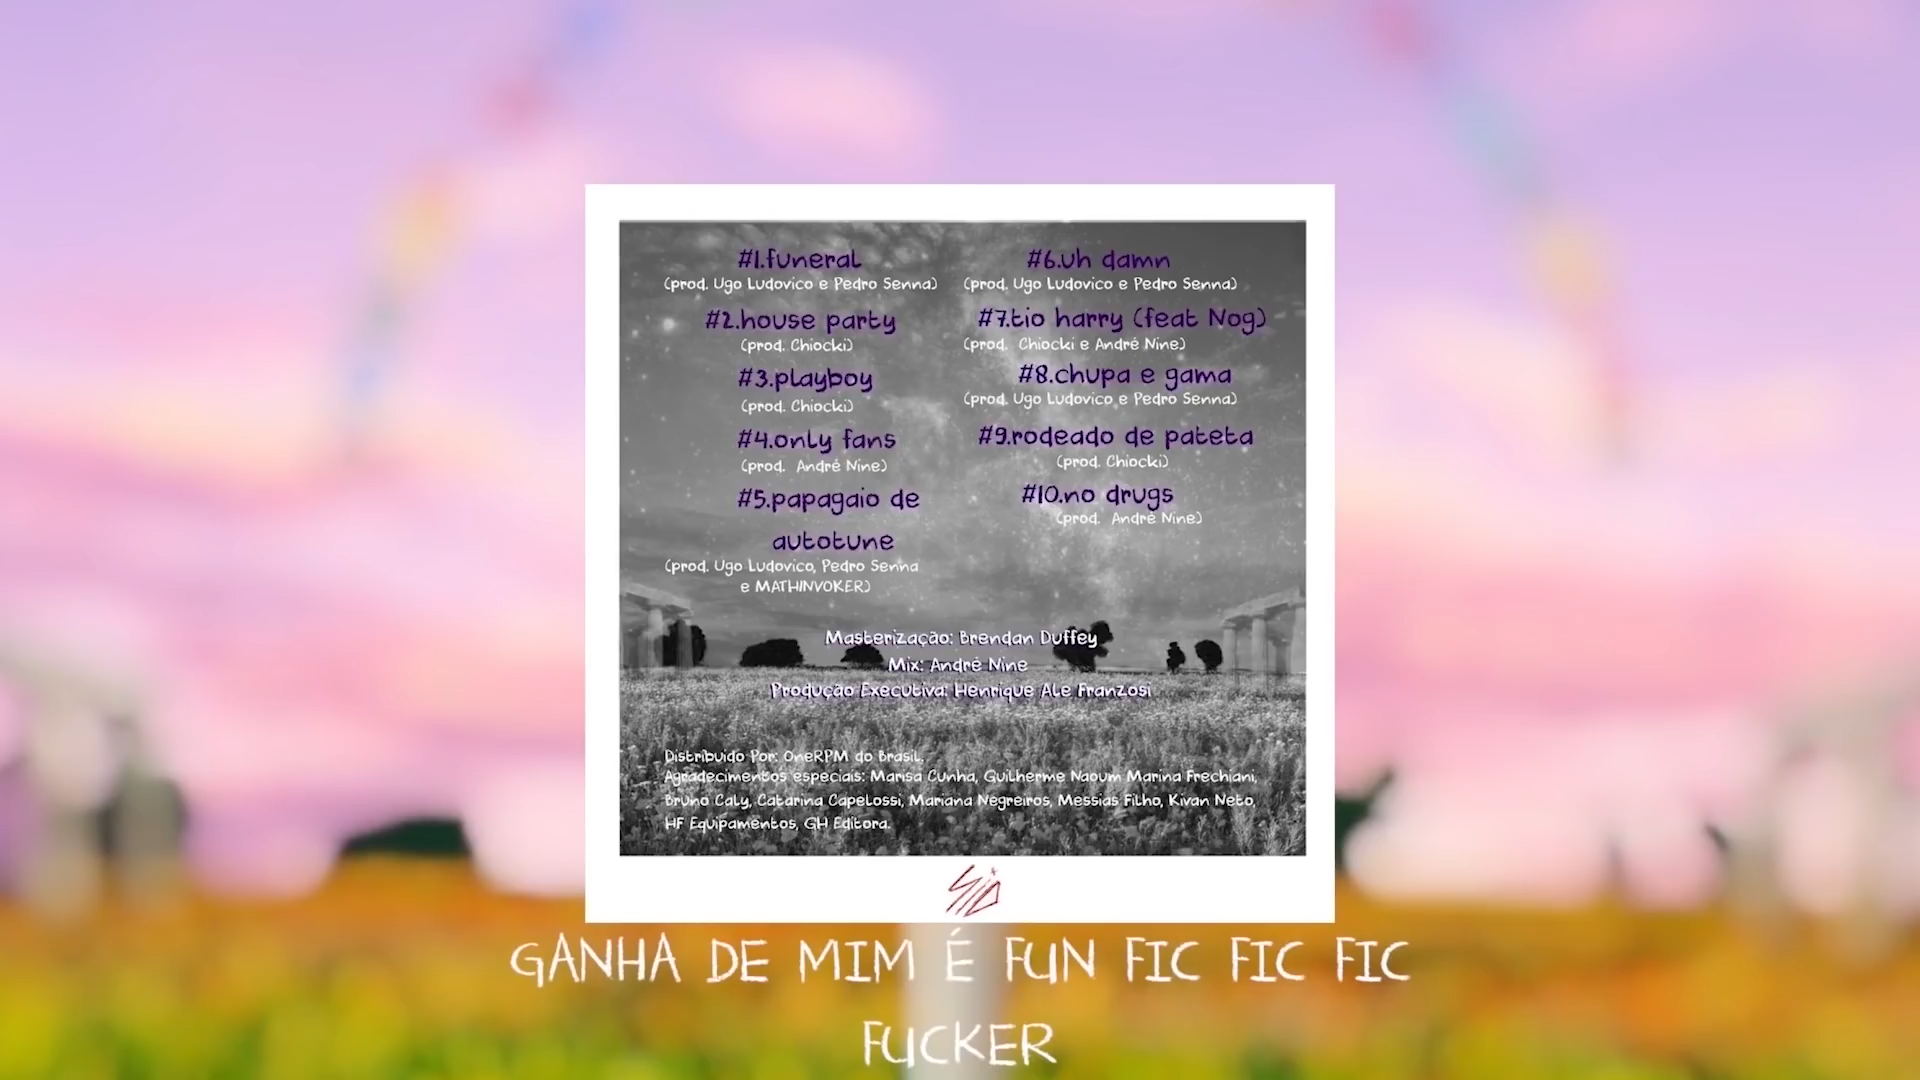 #1.funeral
(prod. Ugo Ludovico e Pedro Senna)
#2.house party
(prod. Chiocki)
#3.playboy
(prod. Chiocki)
#4.only fans
(prod. André Nine)
#5.papagaio de
autotune
(prod. Ugo Ludovico, Pedro Senna
e MATHINVOKER)
#6.uh damn
(prod. Ugo Ludovico e Pedro Senna)
#7.tio harry (feat Nog)
(prod. Chiocki e André Nine)
#8.chupa e gama
(prod. Ugo Ludovico e Pedro Senna)
#9.rodeado de pateta
(prod. Chiocki)
#10.no drugs
(prod. André Nine)
Masterização: Brendan Duffey
Mix: André Nine
Produção Executiva: Henrique Ale Franzosi
Distribuido Por: OneRPM do Brasil.
Agradecimentos especiais: Marisa Cunha, Guilherme Naoum Marina Frechiani,
Bruno Caly, Catarina Capelossi, Mariana Negreiros, Messias Filho, Kivan Neto,
HF Equipamentos, GH Editora.
SID
GANHA DE MIM É FUN FIC FIC FIC
FUCKER